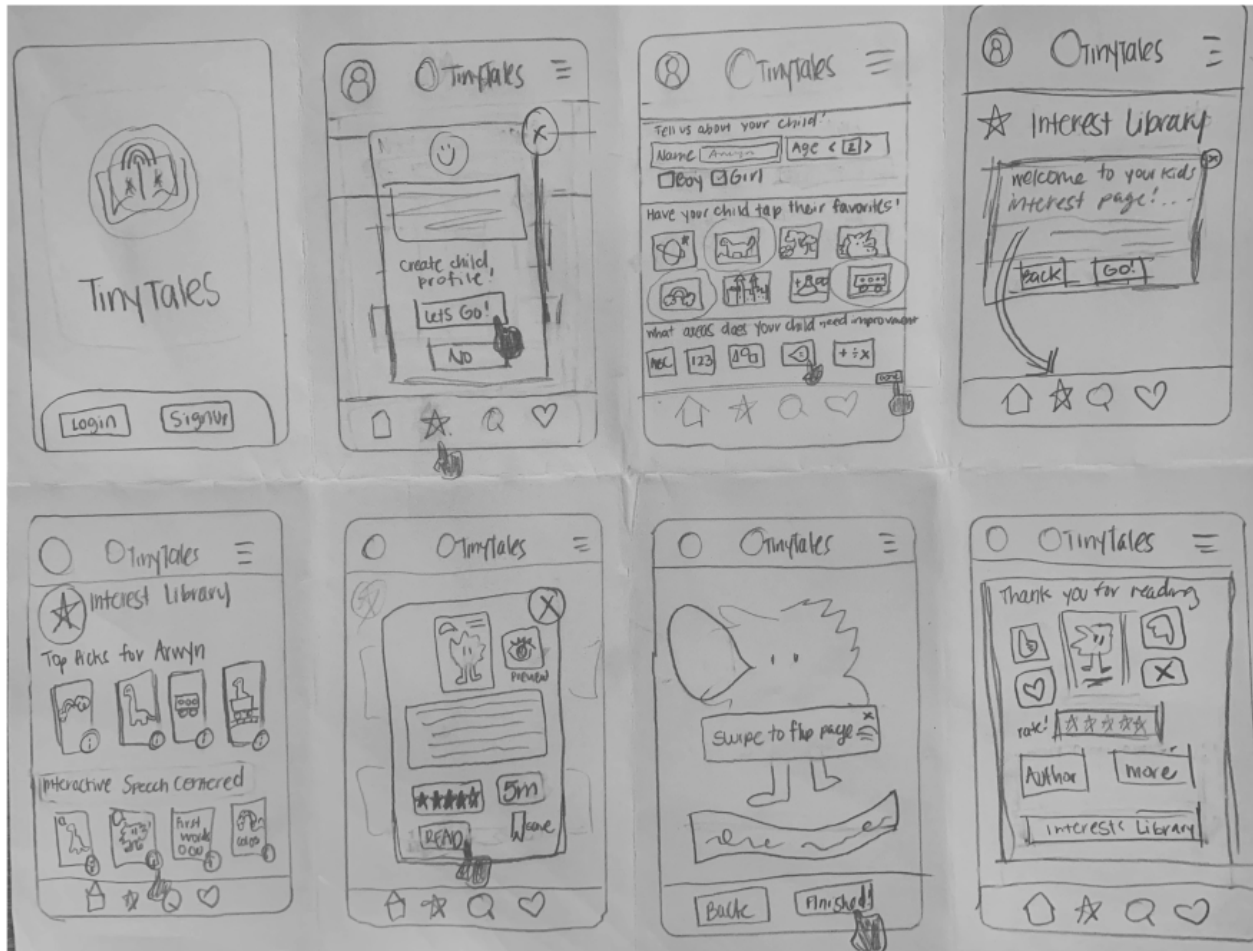 TinyTales
Login
SignUp
TinyTales
x
create child
profile!
Lets Go!
NO
TinyTales
Tell us about your child!
Name Arwyn
Age < 2 >
Boy Girl
Have your child tap their favorites!
What areas does your child need improvment
ABC
123
+ ÷ x
Done
TinyTales
Interest Library
x
welcome to your kids
interest page!....
Back
Go!
TinyTales
Interest Library
Top Picks for Arwyn
i
i
i
i
Interactive Speech Centered
First
Words
i
i
i
i
TinyTales
X
PREVIEW
5m
READ
save
TinyTales
x
swipe to flip page
Back
Finished!
TinyTales
Thank you for reading
X
rate!
Author
more
Interests Library